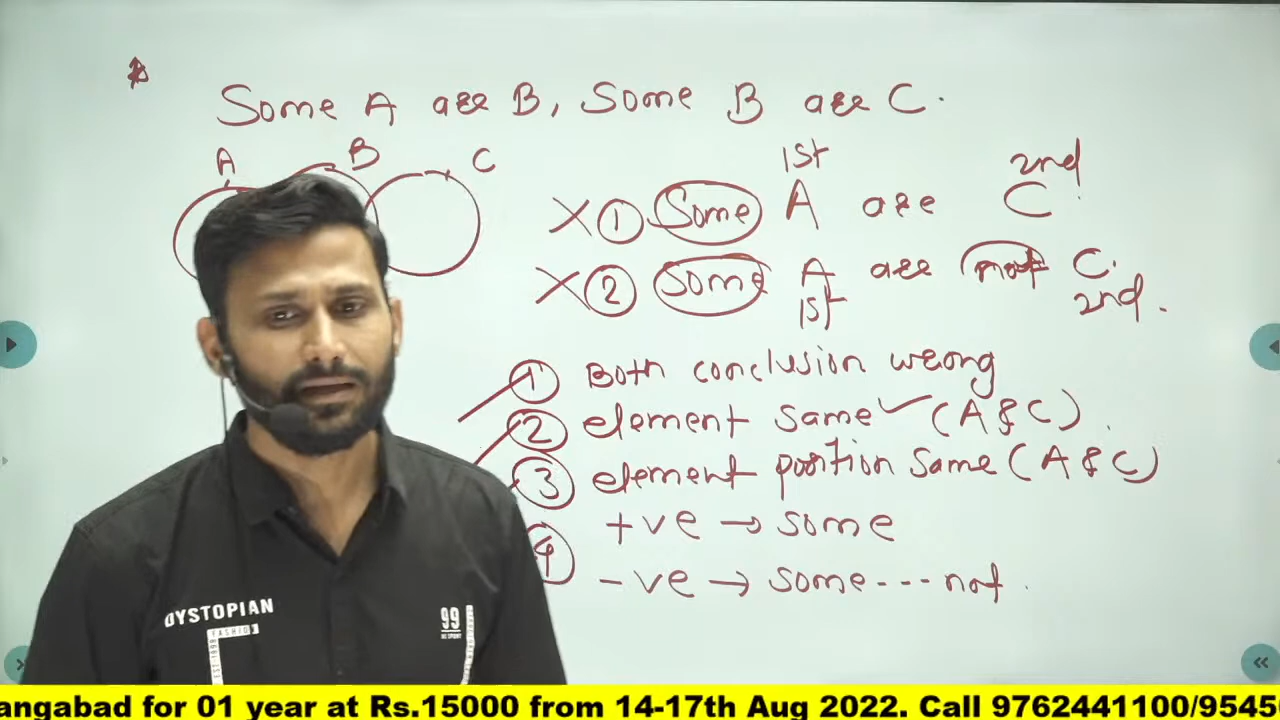 Some A are B, Some B are C.
A B C
1st 2nd
X ① Some A are C
X ② Some A are not C.
1st 2nd.
① Both conclusion wrong
② element same ✓ (A & C).
③ element position same (A & C)
④ +ve → some
-ve → some --- not.
DYSTOPIAN
FASHION
99
angabad for 01 year at Rs.15000 from 14-17th Aug 2022. Call 9762441100/9545